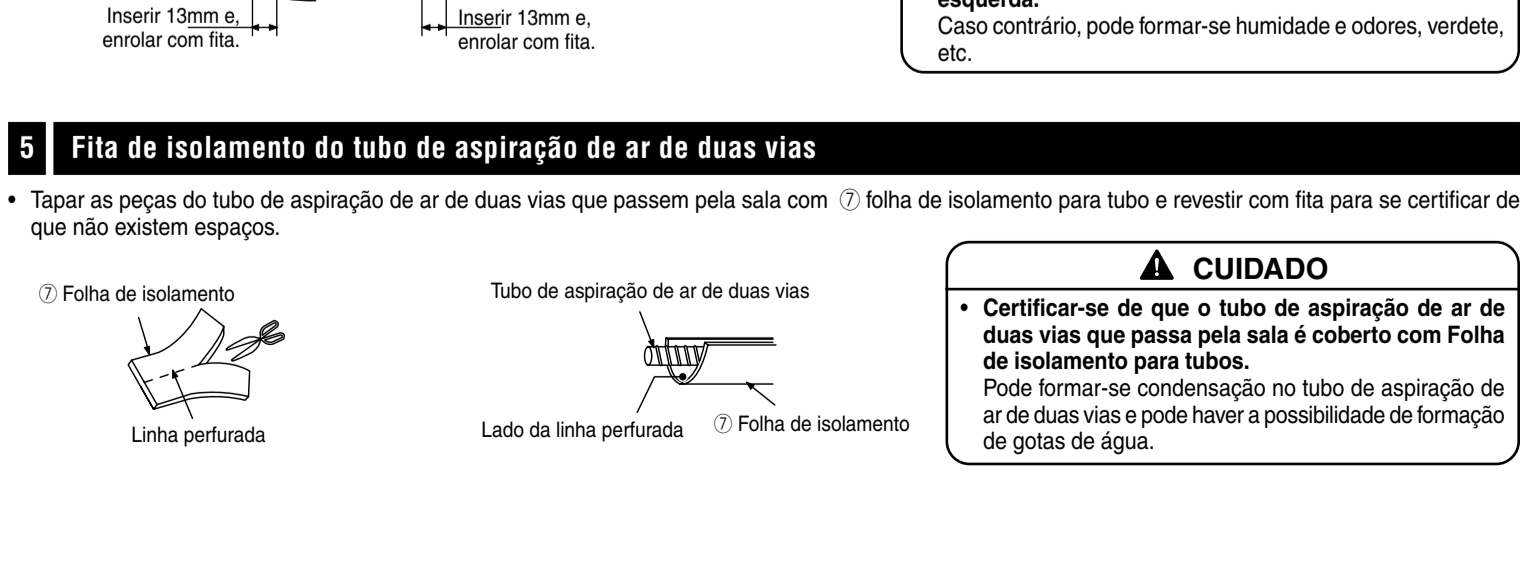 Inserir 13mm e,
enrolar com fita.
Inserir 13mm e,
enrolar com fita.
esquerda.
Caso contrário, pode formar-se humidade e odores, verdete,
etc.
5 Fita de isolamento do tubo de aspiração de ar de duas vias
• Tapar as peças do tubo de aspiração de ar de duas vias que passem pela sala com ⑦ folha de isolamento para tubo e revestir com fita para se certificar de
que não existem espaços.
⑦ Folha de isolamento
Linha perfurada
Tubo de aspiração de ar de duas vias
Lado da linha perfurada
⑦ Folha de isolamento
CUIDADO
• Certificar-se de que o tubo de aspiração de ar de
duas vias que passa pela sala é coberto com Folha
de isolamento para tubos.
Pode formar-se condensação no tubo de aspiração de
ar de duas vias e pode haver a possibilidade de formação
de gotas de água.